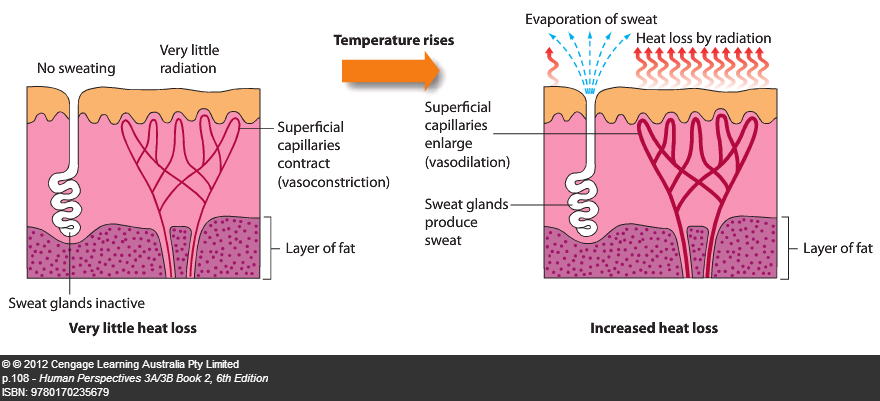 No sweating
Very little
radiation
Superficial
capillaries
contract
(vasoconstriction)
Layer of fat
Sweat glands inactive
Very little heat loss
Temperature rises
Evaporation of sweat
Heat loss by radiation
Superficial
capillaries
enlarge
(vasodilation)
Sweat glands
produce
sweat
Layer of fat
Increased heat loss
© © 2012 Cengage Learning Australia Pty Limited
p.108 - Human Perspectives 3A/3B Book 2, 6th Edition
ISBN: 9780170235679